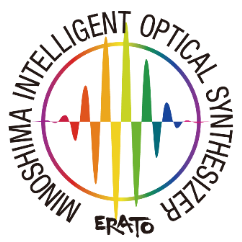 MINOSHIMA INTELLIGENT OPTICAL SYNTHESIZER
ERATO